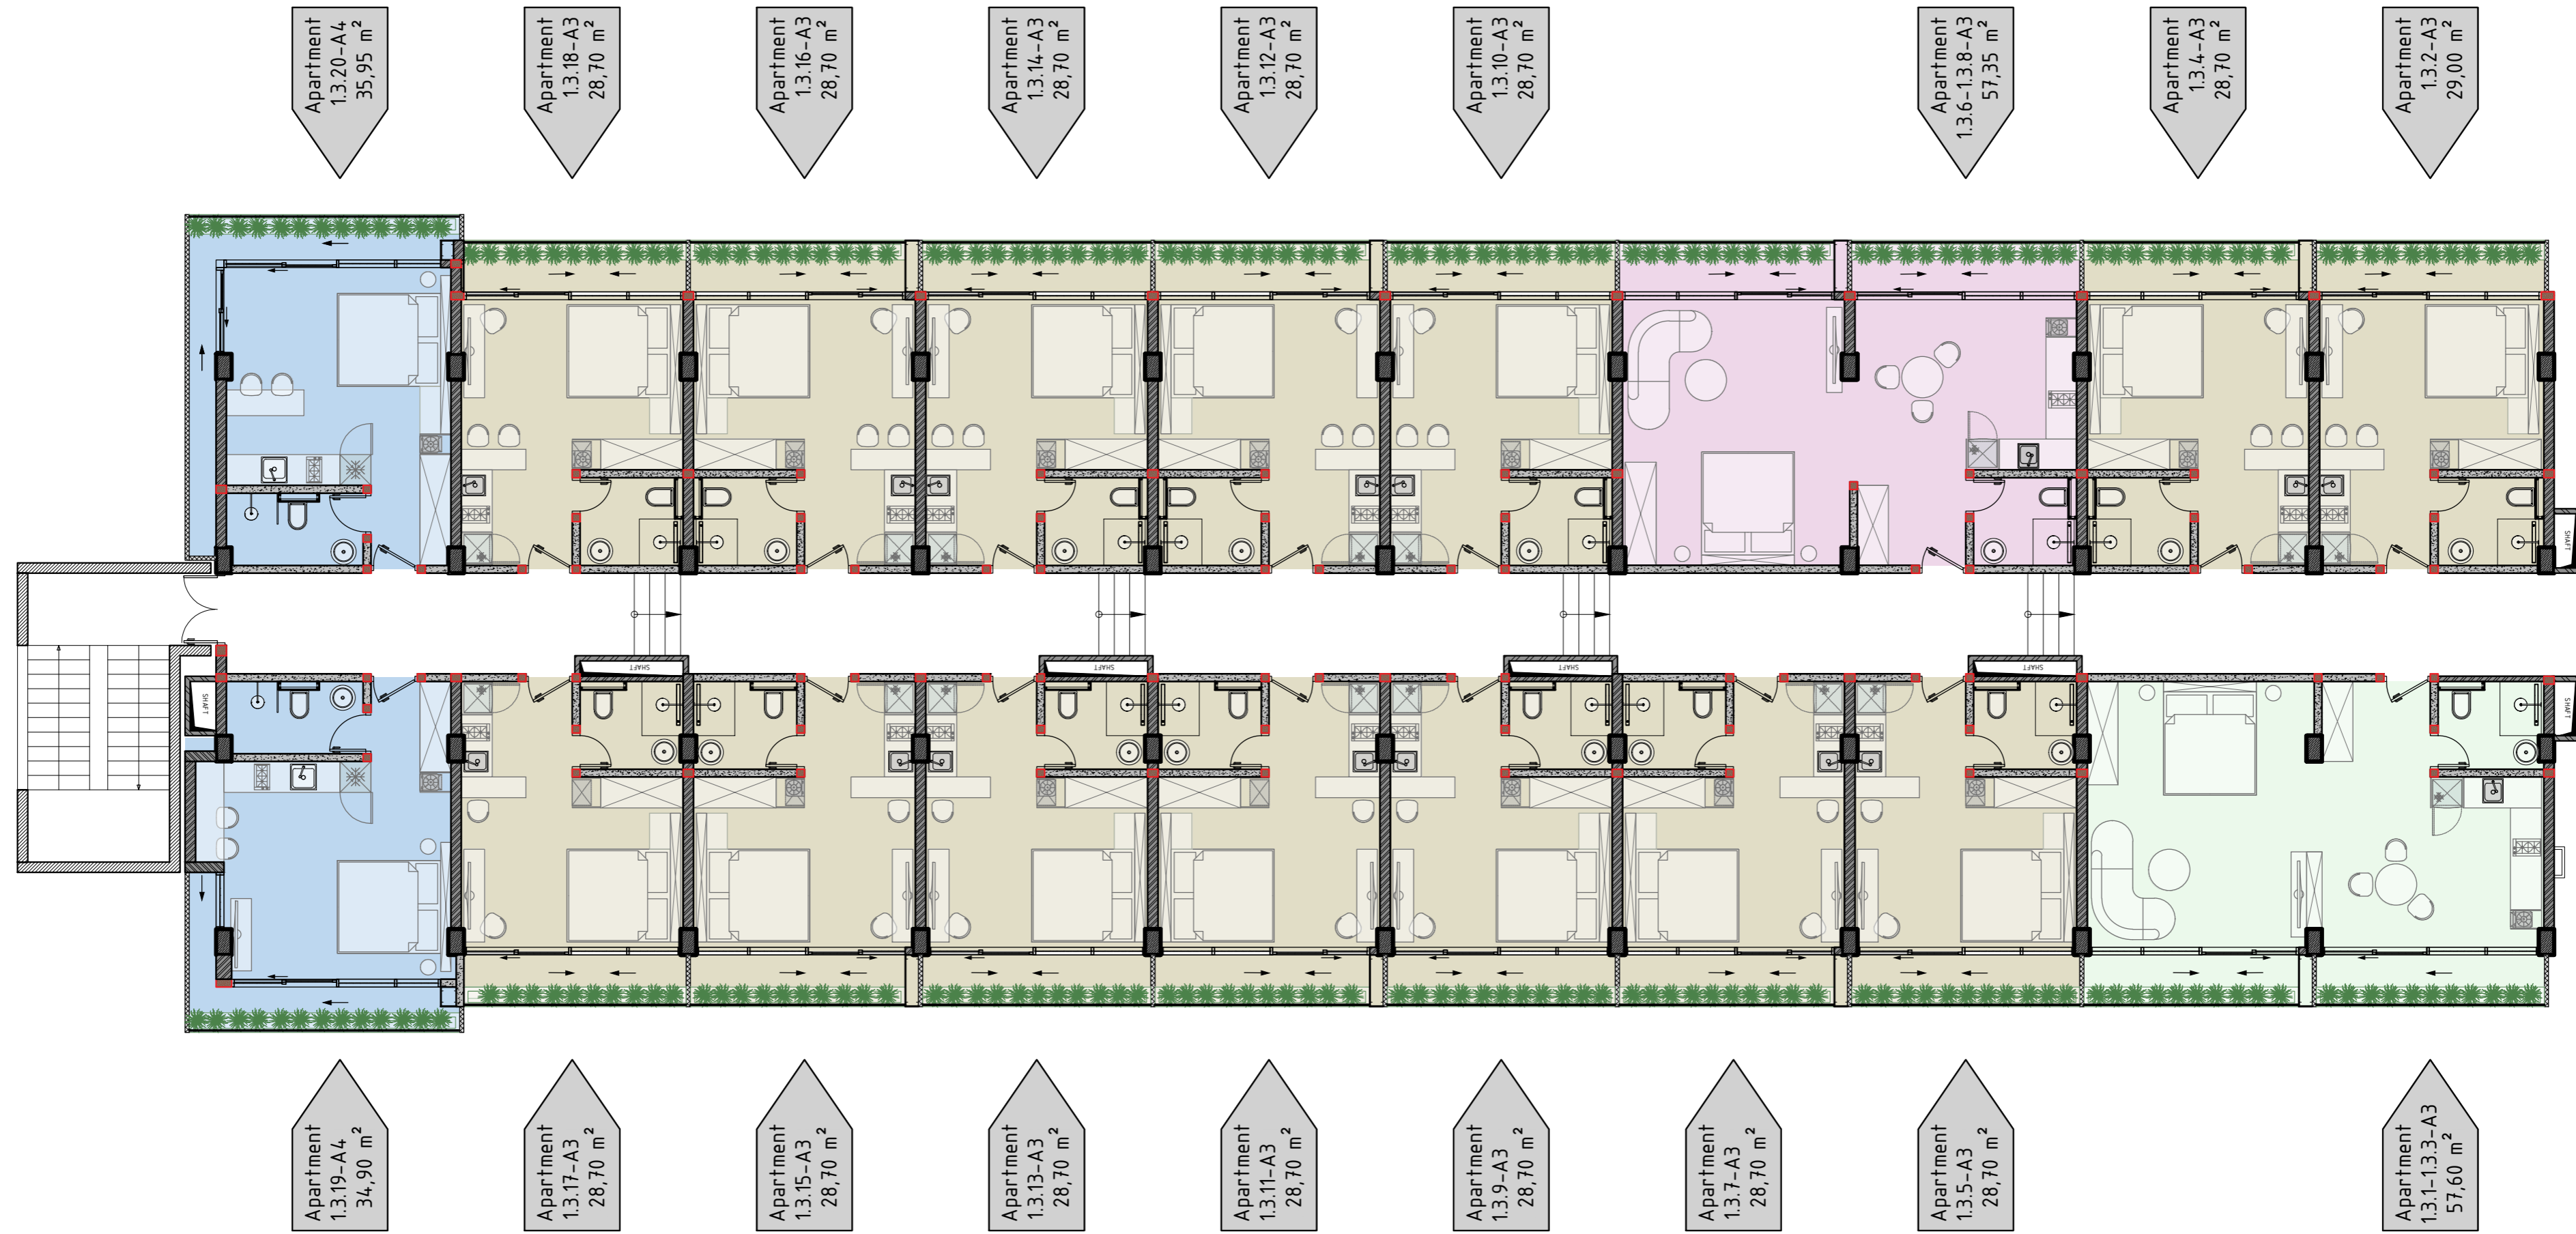 Apartment
1.3.20-A4
35,95 m²
Apartment
1.3.18-A3
28,70 m²
Apartment
1.3.16-A3
28,70 m²
Apartment
1.3.14-A3
28,70 m²
Apartment
1.3.12-A3
28,70 m²
Apartment
1.3.10-A3
28,70 m²
Apartment
1.3.6-1.3.8-A3
57,35 m²
Apartment
1.3.4-A3
28,70 m²
Apartment
1.3.2-A3
29,00 m²
SHAFT
SHAFT
SHAFT
SHAFT
SHAFT
SHAFT
SHAFT
Apartment
1.3.19-A4
34,90 m²
Apartment
1.3.17-A3
28,70 m²
Apartment
1.3.15-A3
28,70 m²
Apartment
1.3.13-A3
28,70 m²
Apartment
1.3.11-A3
28,70 m²
Apartment
1.3.9-A3
28,70 m²
Apartment
1.3.7-A3
28,70 m²
Apartment
1.3.5-A3
28,70 m²
Apartment
1.3.1-1.3.3-A3
57,60 m²